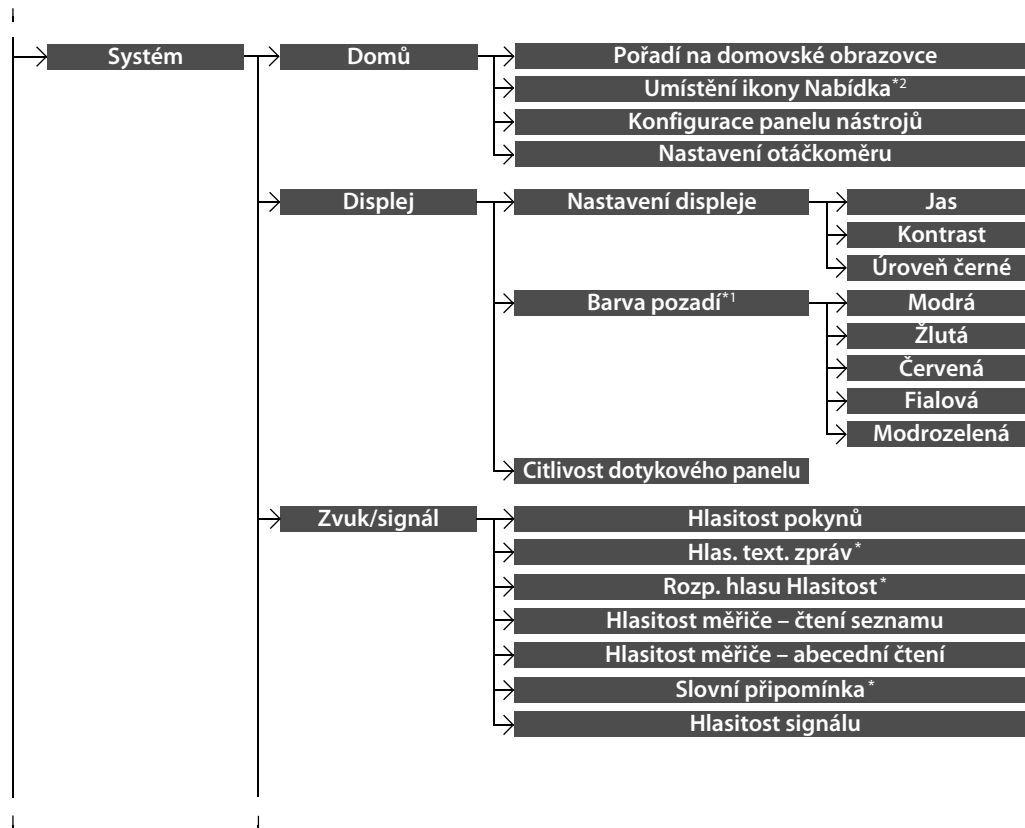 Systém
Domů
Pořadí na domovské obrazovce
Umístění ikony Nabídka*2
Konfigurace panelu nástrojů
Nastavení otáčkoměru
Displej
Nastavení displeje
Jas
Kontrast
Úroveň černé
Barva pozadí*1
Modrá
Žlutá
Červená
Fialová
Modrozelená
Citlivost dotykového panelu
Zvuk/signál
Hlasitost pokynů
Hlas. text. zpráv*
Rozp. hlasu Hlasitost*
Hlasitost měřiče – čtení seznamu
Hlasitost měřiče – abecední čtení
Slovní připomínka*
Hlasitost signálu